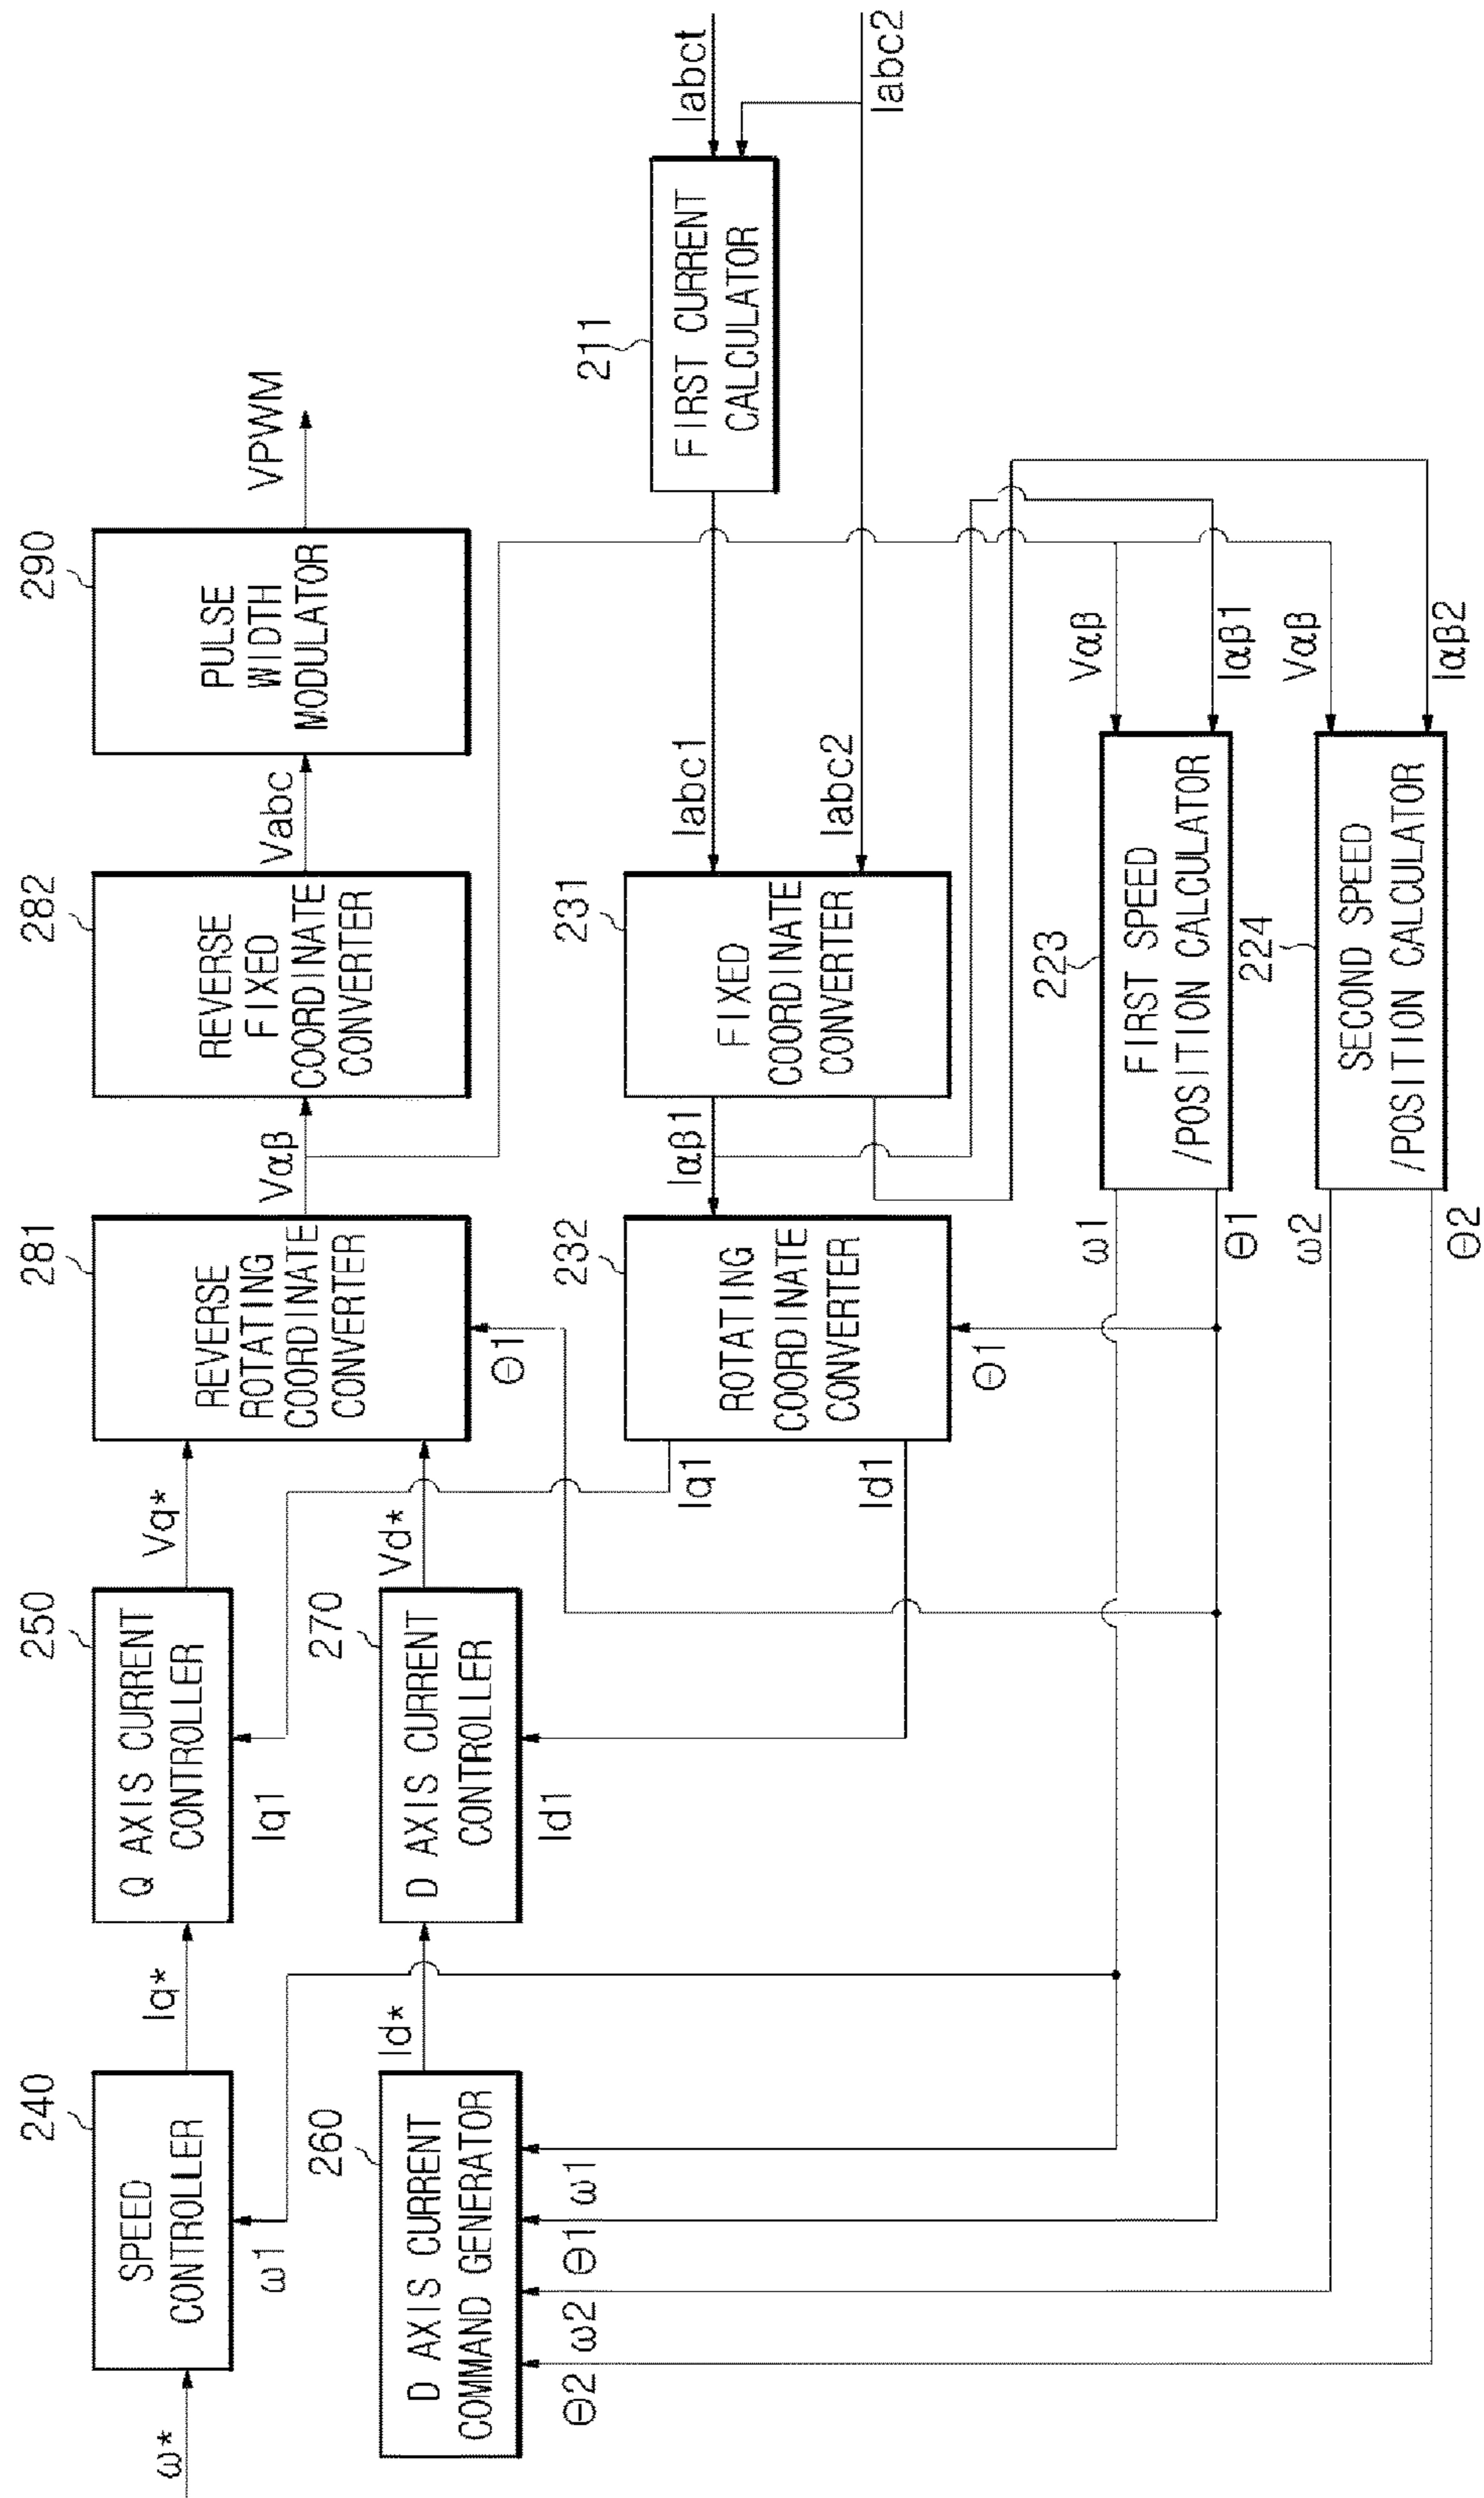 240
250
281
282
290
ω*
SPEED
CONTROLLER
Iq*
Q AXIS CURRENT
CONTROLLER
Vq*
REVERSE
ROTATING
COORDINATE
CONVERTER
Vαβ
REVERSE
FIXED
COORDINATE
CONVERTER
Vabc
PULSE
WIDTH
MODULATOR
VPWM
ω1
Iq1
260
270
D AXIS CURRENT
COMMAND GENERATOR
Id*
D AXIS CURRENT
CONTROLLER
Vd*
Θ1
Θ2
ω2
Θ1
ω1
Id1
232
231
211
Iq1
ROTATING
COORDINATE
CONVERTER
Id1
Iαβ1
FIXED
COORDINATE
CONVERTER
Iabc1
Iabc2
FIRST CURRENT
CALCULATOR
Iabct
Iabc2
Θ1
223
ω1
Θ1
FIRST SPEED
/POSITION CALCULATOR
Vαβ
Iαβ1
224
ω2
Θ2
SECOND SPEED
/POSITION CALCULATOR
Vαβ
Iαβ2